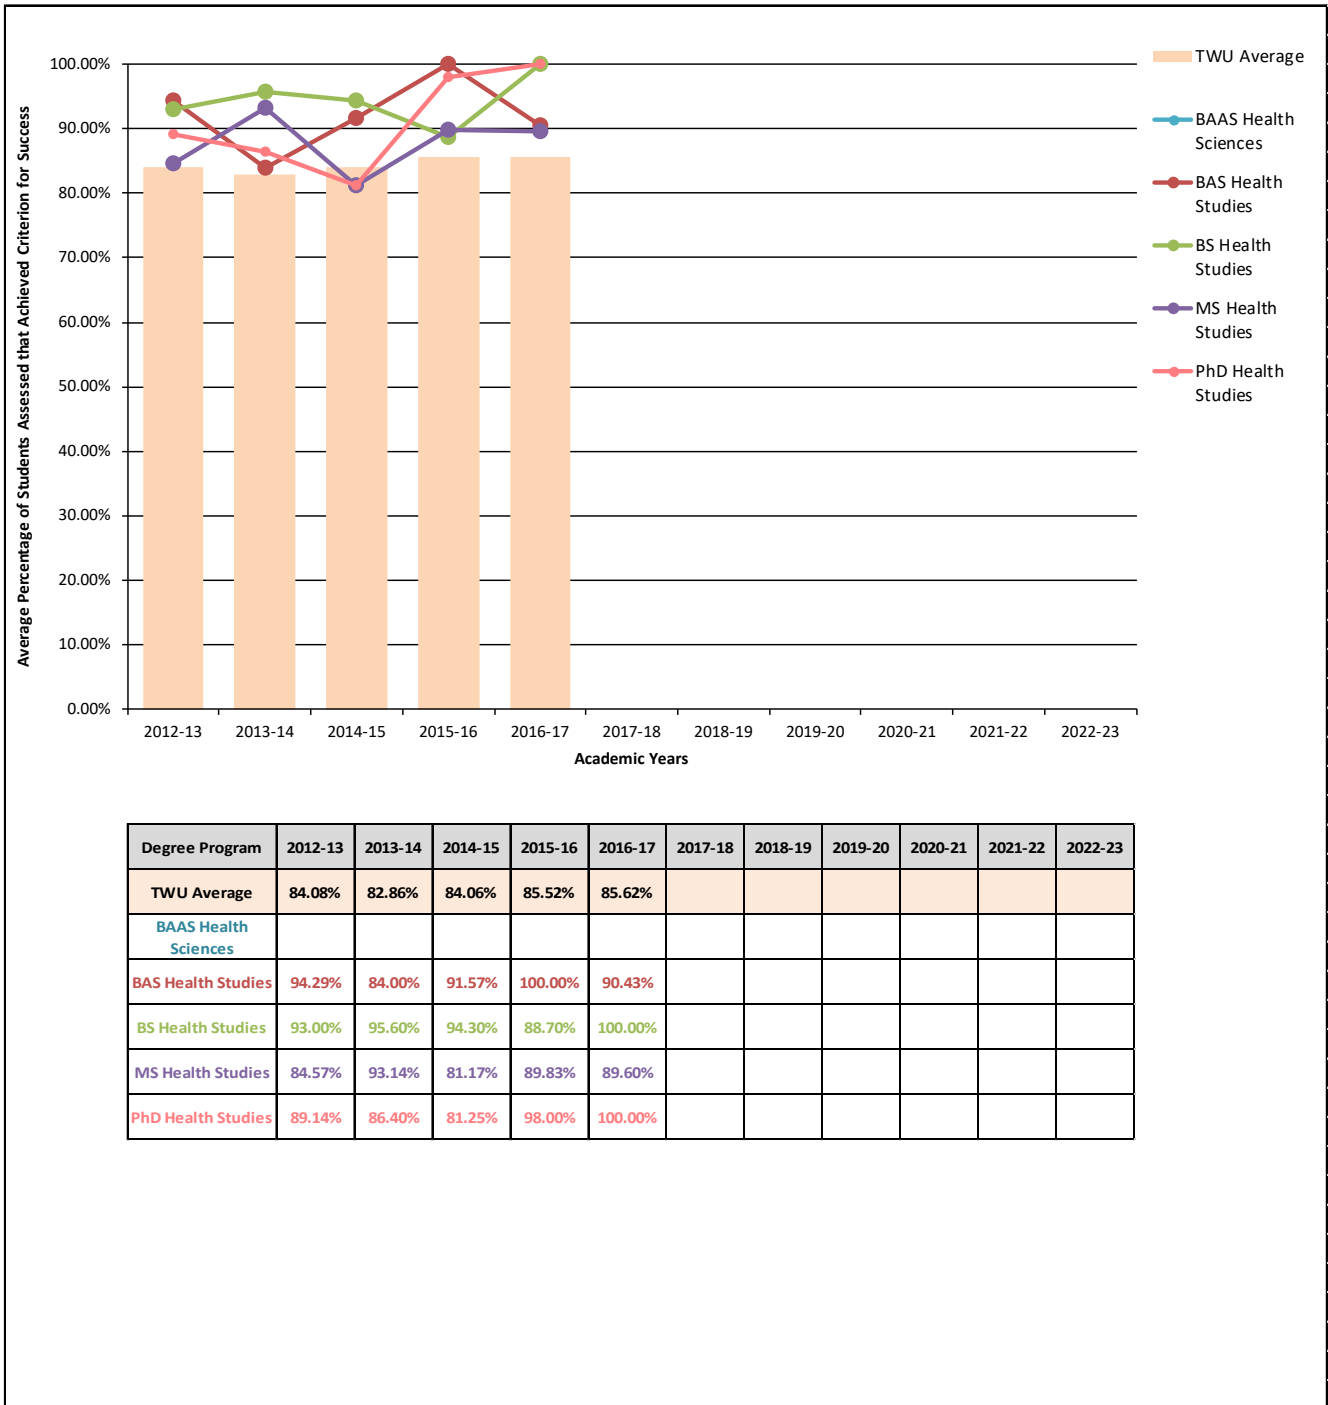 Average Percentage of Students Assessed that Achieved Criterion for Success
100.00%
90.00%
80.00%
70.00%
60.00%
50.00%
40.00%
30.00%
20.00%
10.00%
0.00%
2012-13 2013-14 2014-15 2015-16 2016-17 2017-18 2018-19 2019-20 2020-21 2021-22 2022-23
Academic Years
TWU Average
BAAS Health
Sciences
BAS Health
Studies
BS Health
Studies
MS Health
Studies
PhD Health
Studies
Degree Program 2012-13 2013-14 2014-15 2015-16 2016-17 2017-18 2018-19 2019-20 2020-21 2021-22 2022-23
TWU Average 84.08% 82.86% 84.06% 85.52% 85.62%
BAAS Health
Sciences
BAS Health Studies 94.29% 84.00% 91.57% 100.00% 90.43%
BS Health Studies 93.00% 95.60% 94.30% 88.70% 100.00%
MS Health Studies 84.57% 93.14% 81.17% 89.83% 89.60%
PhD Health Studies 89.14% 86.40% 81.25% 98.00% 100.00%